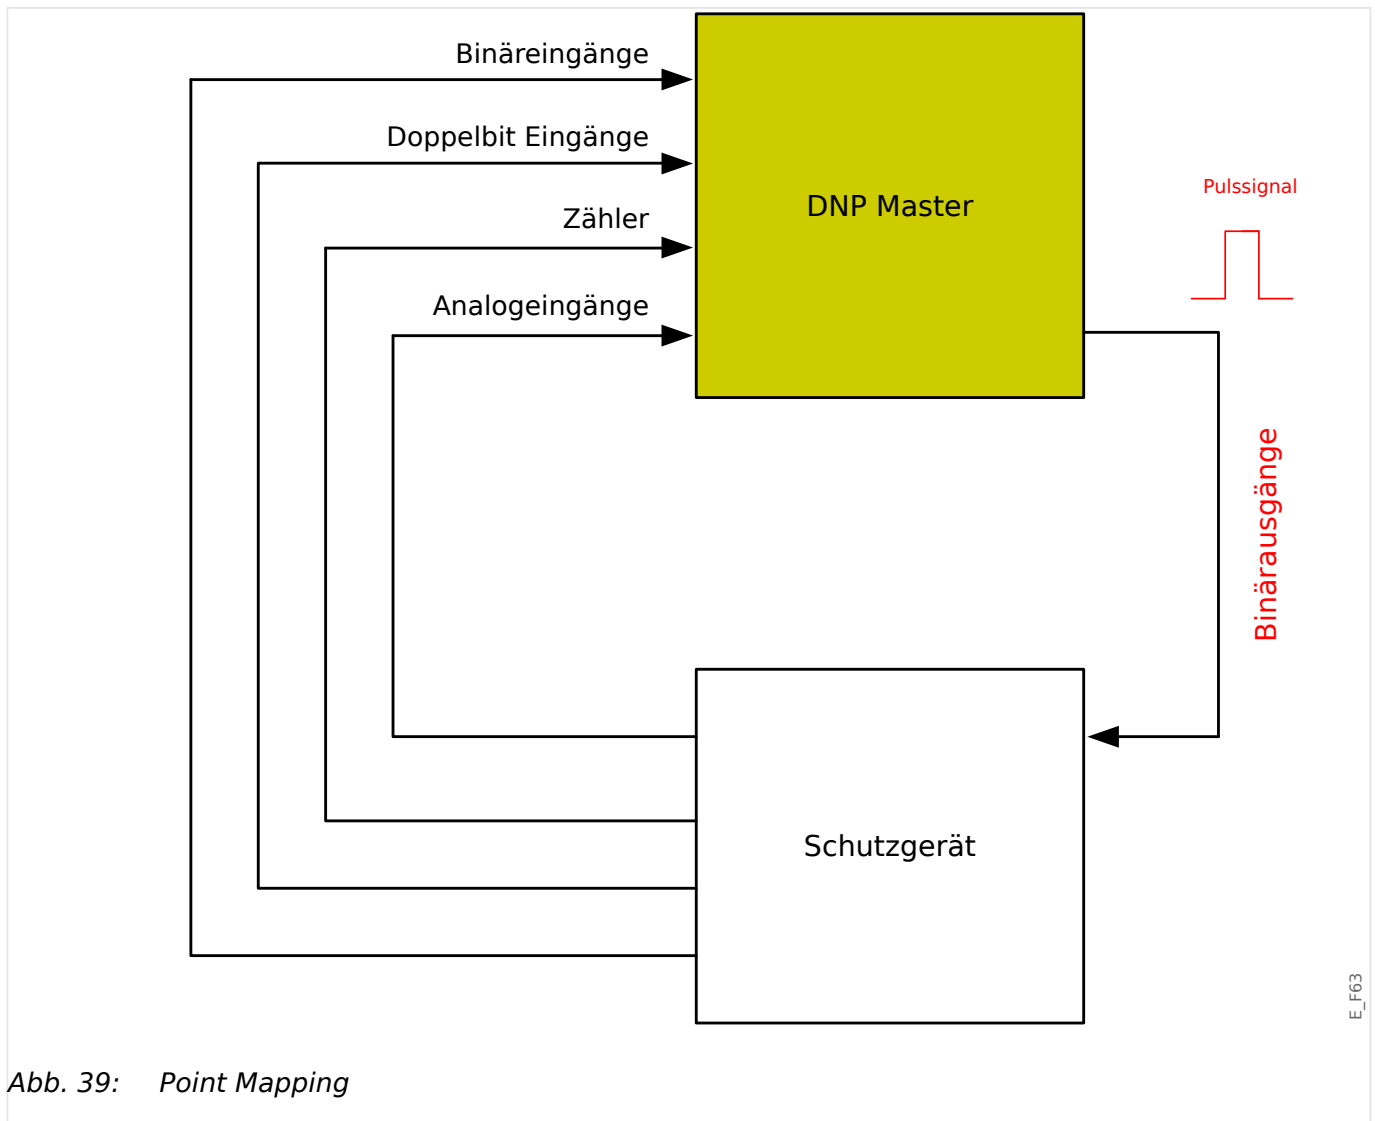 Binäreingänge
Doppelbit Eingänge
Zähler
Analogeingänge
DNP Master
Pulssignal
Binärausgänge
Schutzgerät
E_F63
Abb. 39: Point Mapping